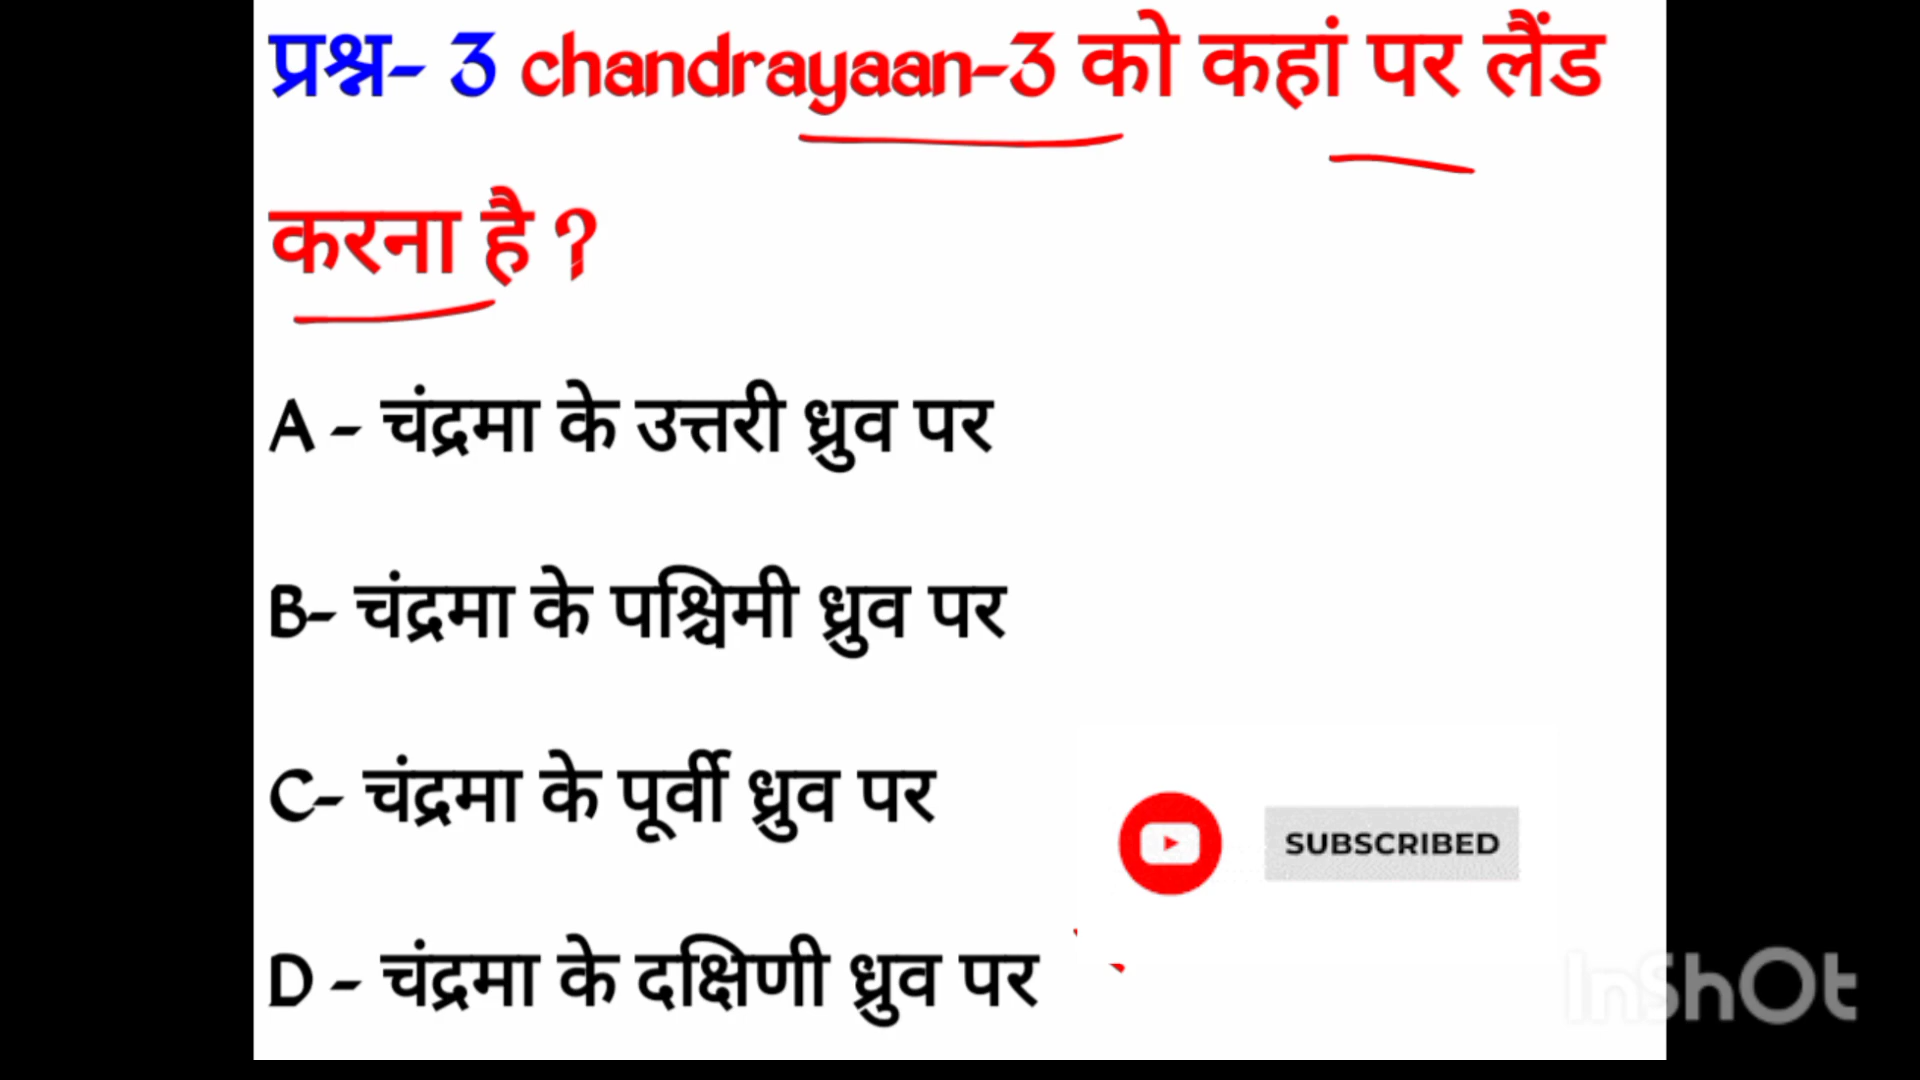 प्रश्न- 3 chandrayaan-3 को कहां पर लैंड
करना है ?
A - चंद्रमा के उत्तरी ध्रुव पर
B- चंद्रमा के पश्चिमी ध्रुव पर
C- चंद्रमा के पूर्वी ध्रुव पर
SUBSCRIBED
D - चंद्रमा के दक्षिणी ध्रुव पर
InShOt